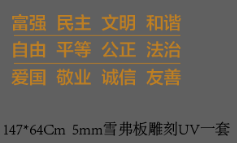 富强 民主 文明 和谐
自由 平等 公正 法治
爱国 敬业 诚信 友善
147*64Cm 5mm雪弗板雕刻UV一套